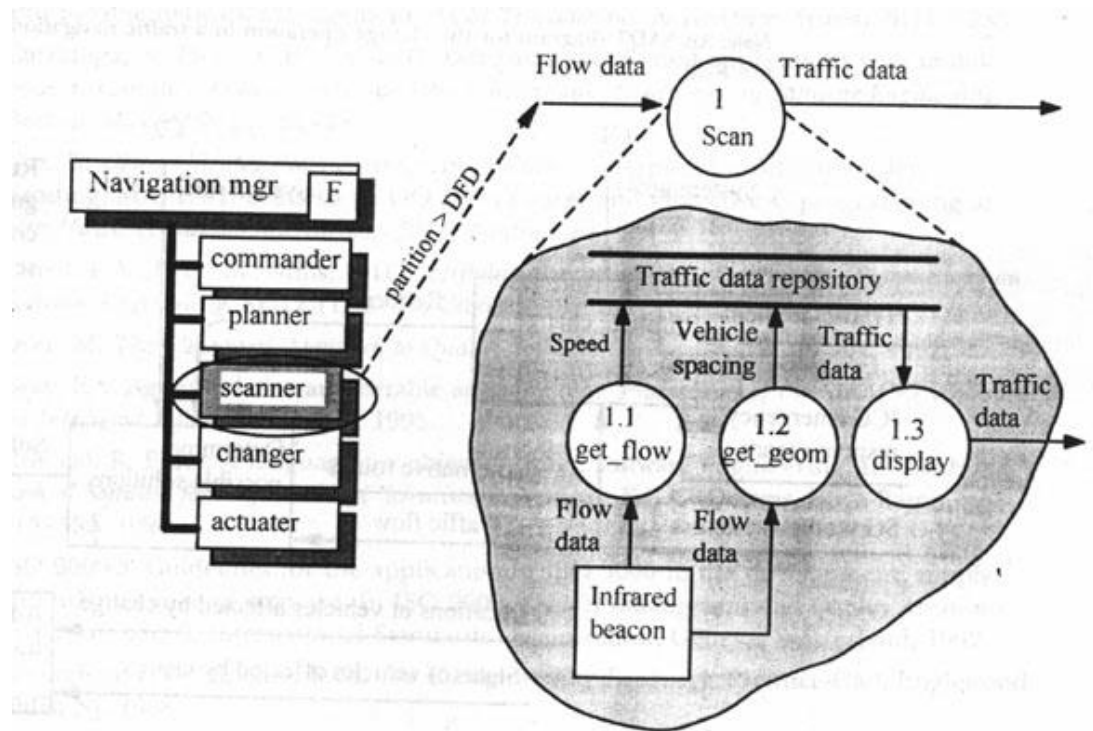 Flow data
Traffic data
1
Scan
Navigation mgr
F
partition > DFD
commander
planner
scanner
changer
actuater
Traffic data repository
Speed
Vehicle
spacing
Traffic
data
Traffic
data
1.1
get_flow
1.2
get_geom
1.3
display
Flow
data
Flow
data
Infrared
beacon